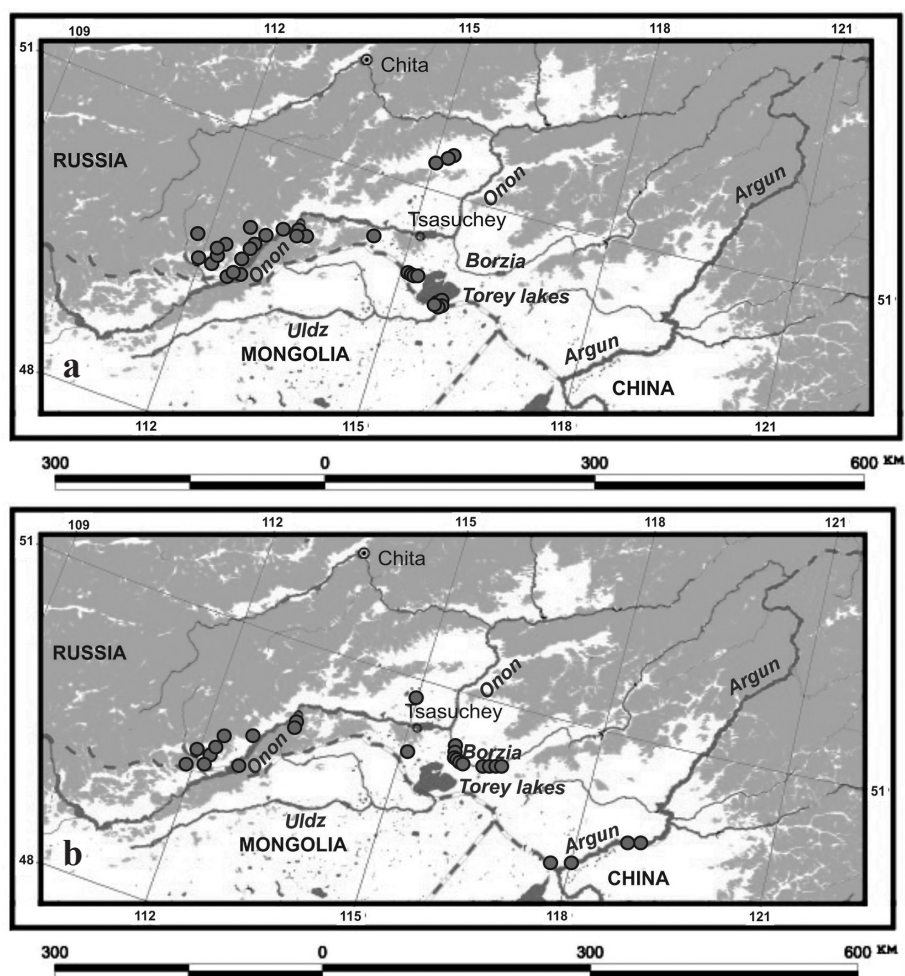 109 112 115 118 121
51
Chita
RUSSIA
Argun
Onon
Tsasuchey
Onon
Borzia
Torey lakes
51
Uldz
MONGOLIA
Argun
a
48
CHINA
112 115 118 121
300 0 300 600 км
109 112 115 118 121
51
Chita
RUSSIA
Argun
Onon
Tsasuchey
Onon
Borzia
Torey lakes
51
Uldz
MONGOLIA
Argun
b
48
CHINA
112 115 118 121
300 0 300 600 км